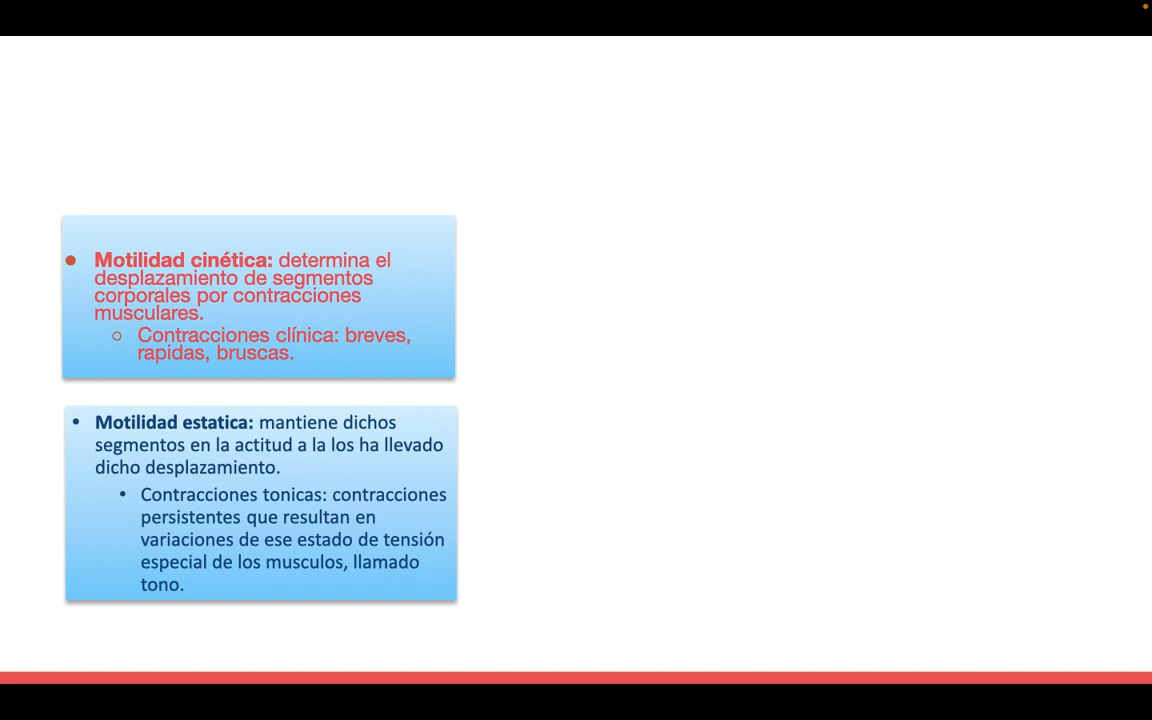 ● Motilidad cinética: determina el
desplazamiento de segmentos
corporales por contracciones
musculares.
○ Contracciones clínica: breves,
rapidas, bruscas.
• Motilidad estatica: mantiene dichos
segmentos en la actitud a la los ha llevado
dicho desplazamiento.
• Contracciones tonicas: contracciones
persistentes que resultan en
variaciones de ese estado de tensión
especial de los musculos, llamado
tono.